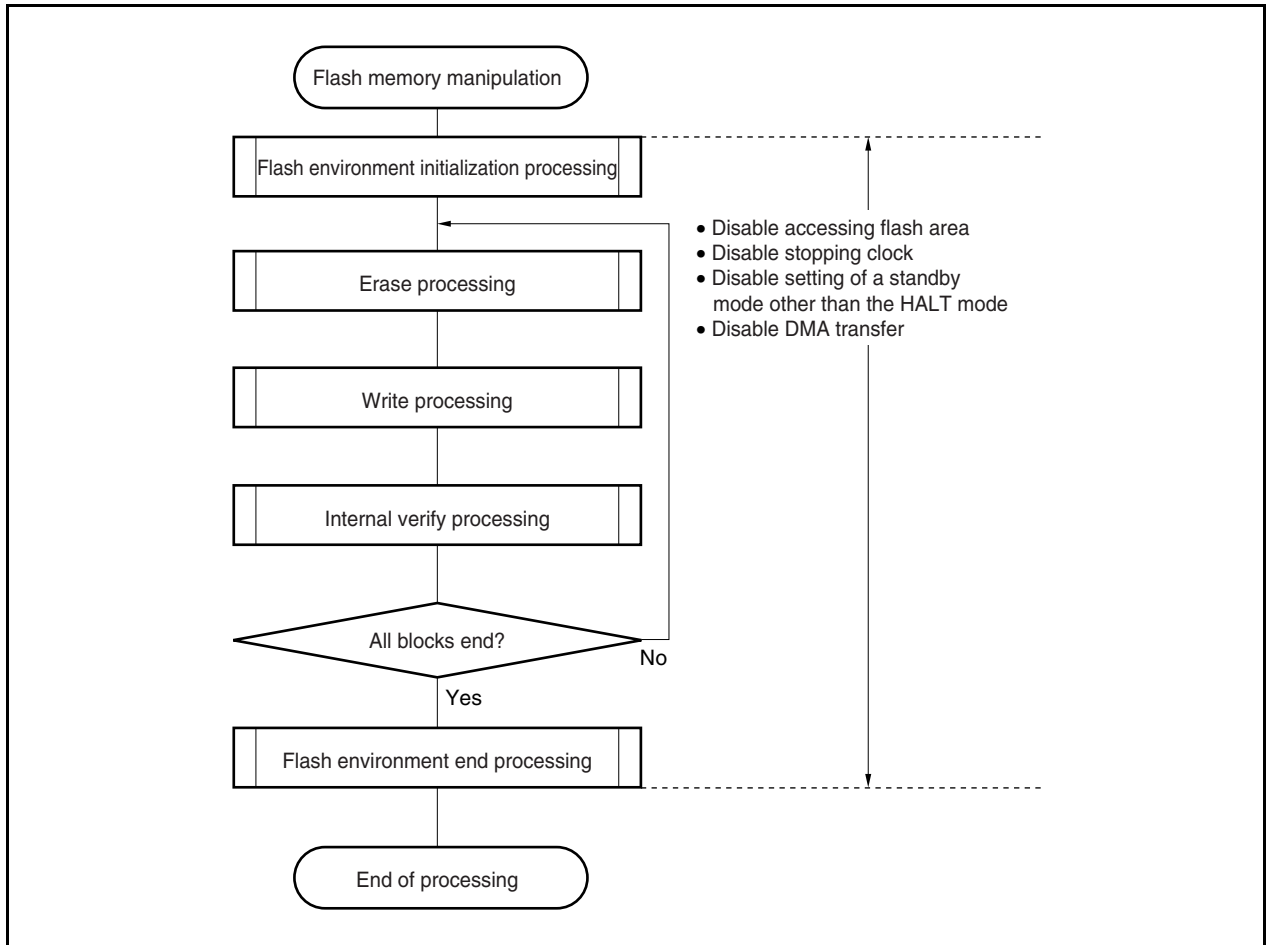 Flash memory manipulation
Flash environment initialization processing
• Disable accessing flash area
• Disable stopping clock
• Disable setting of a standby
mode other than the HALT mode
• Disable DMA transfer
Erase processing
Write processing
Internal verify processing
All blocks end?
No
Yes
Flash environment end processing
End of processing